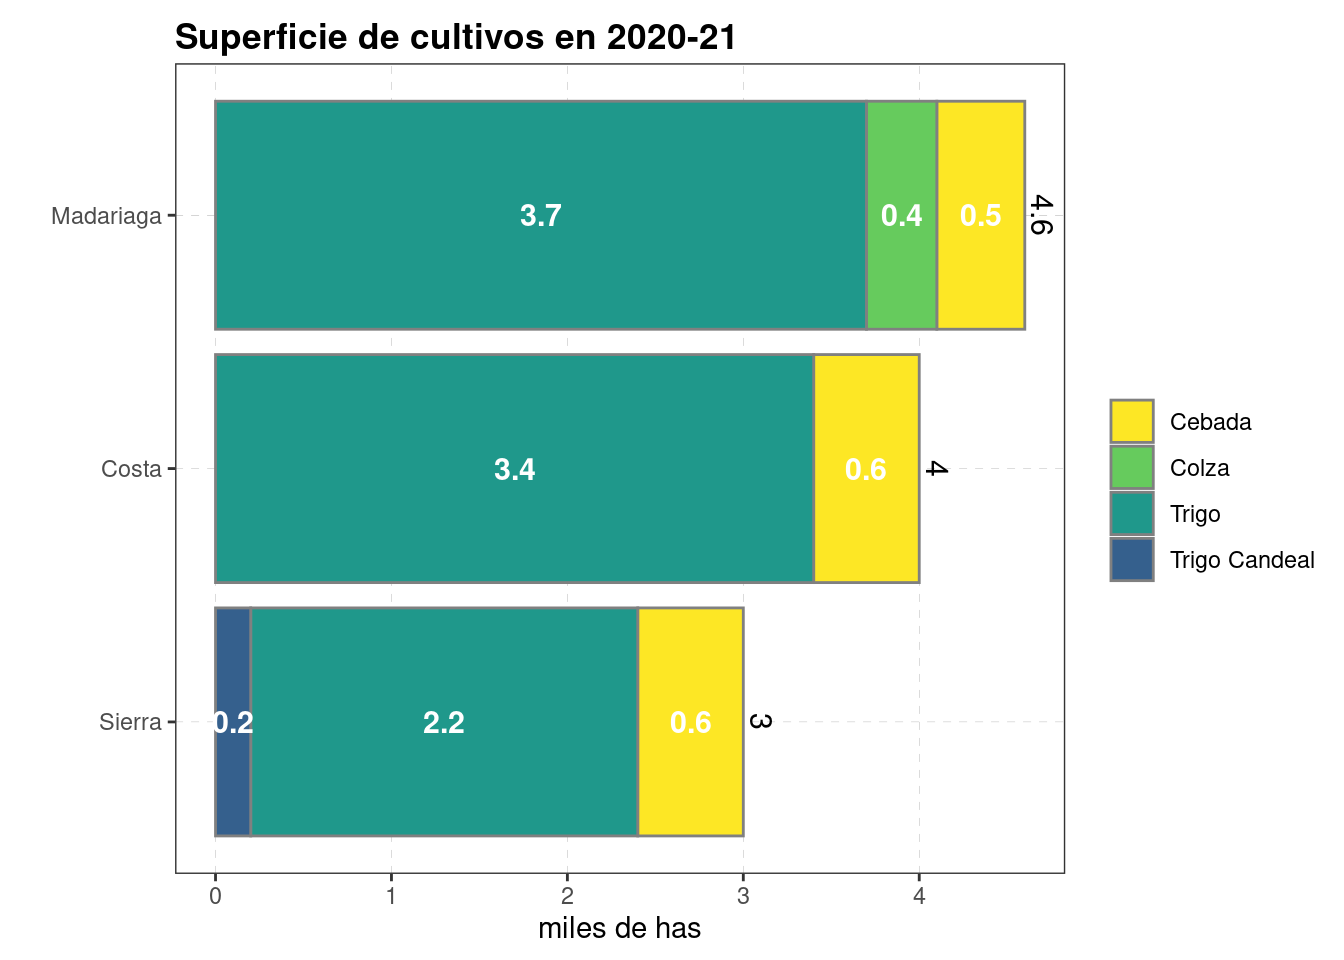 Superficie de cultivos en 2020-21
Madariaga
3.7
0.4
0.5
4.6
Costa
3.4
0.6
4
Sierra
0.2
2.2
0.6
3
0
1
2
3
4
miles de has
Cebada
Colza
Trigo
Trigo Candeal